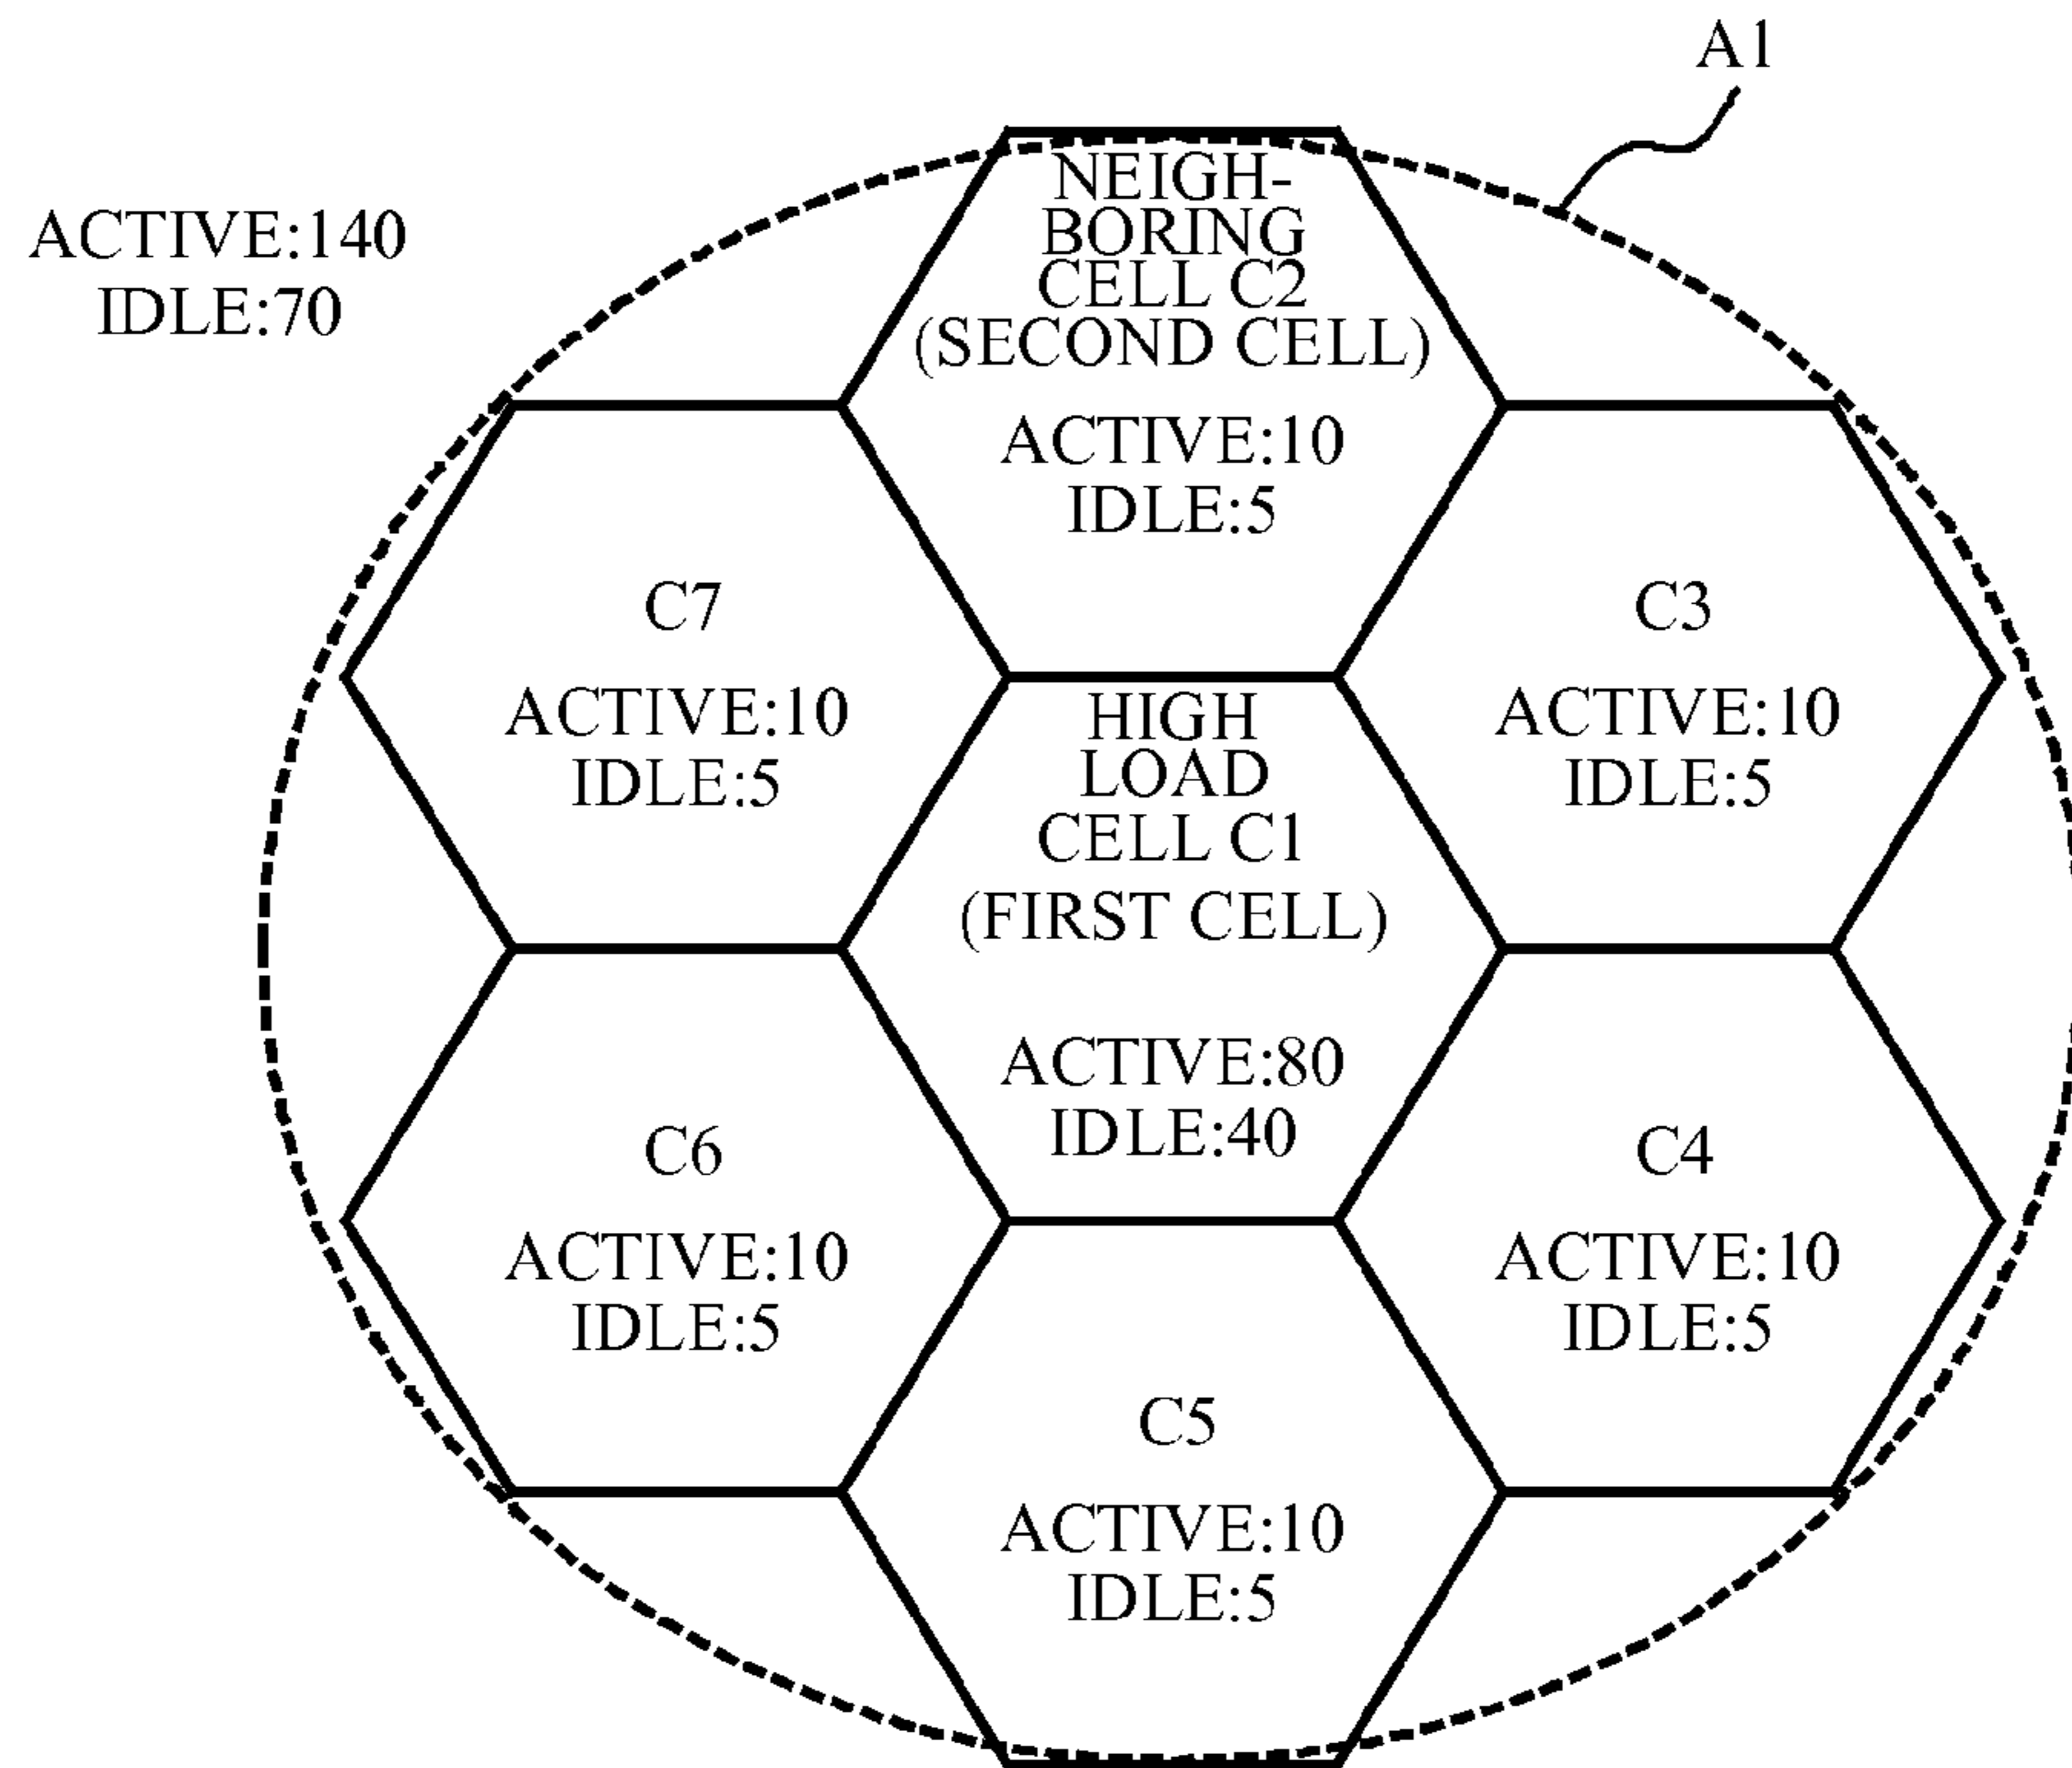 A1
ACTIVE:140
IDLE:70
NEIGH-
BORING
CELL C2
(SECOND CELL)
ACTIVE:10
IDLE:5
C7
ACTIVE:10
IDLE:5
C3
ACTIVE:10
IDLE:5
HIGH
LOAD
CELL C1
(FIRST CELL)
ACTIVE:80
IDLE:40
C6
ACTIVE:10
IDLE:5
C4
ACTIVE:10
IDLE:5
C5
ACTIVE:10
IDLE:5